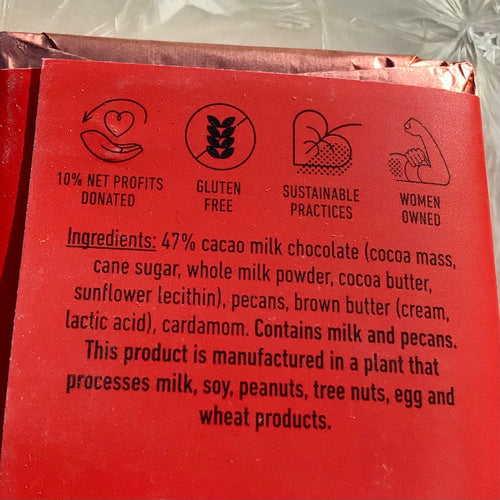 10% NET PROFITS
DONATED
GLUTEN
FREE
SUSTAINABLE
PRACTICES
WOMEN
OWNED
Ingredients: 47% cacao milk chocolate (cocoa mass,
cane sugar, whole milk powder, cocoa butter,
sunflower lecithin), pecans, brown butter (cream,
lactic acid), cardamom. Contains milk and pecans.
This product is manufactured in a plant that
processes milk, soy, peanuts, tree nuts, egg and
wheat products.